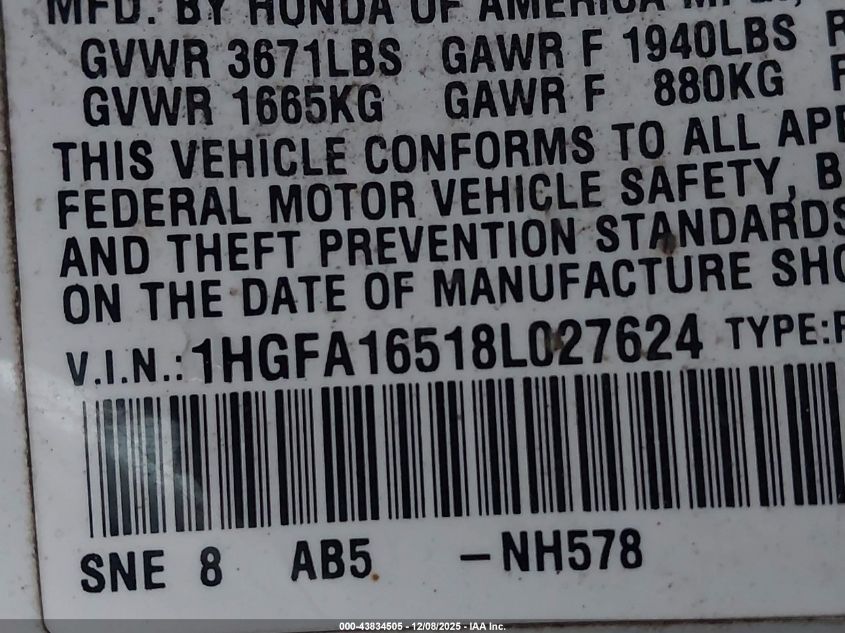 MFD. BY HONDA OF AMERICA
GVWR 3671LBS GAWR F 1940LBS
GVWR 1665KG GAWR F 880KG
THIS VEHICLE CONFORMS TO ALL
FEDERAL MOTOR VEHICLE SAFETY, B
AND THEFT PREVENTION STANDARDS
ON THE DATE OF MANUFACTURE SHO
V.I.N.: 1HGFA16518L027624 TYPE:
SNE 8 AB5 -NH578
000-43834505 - 12/08/2025 - IAA Inc.